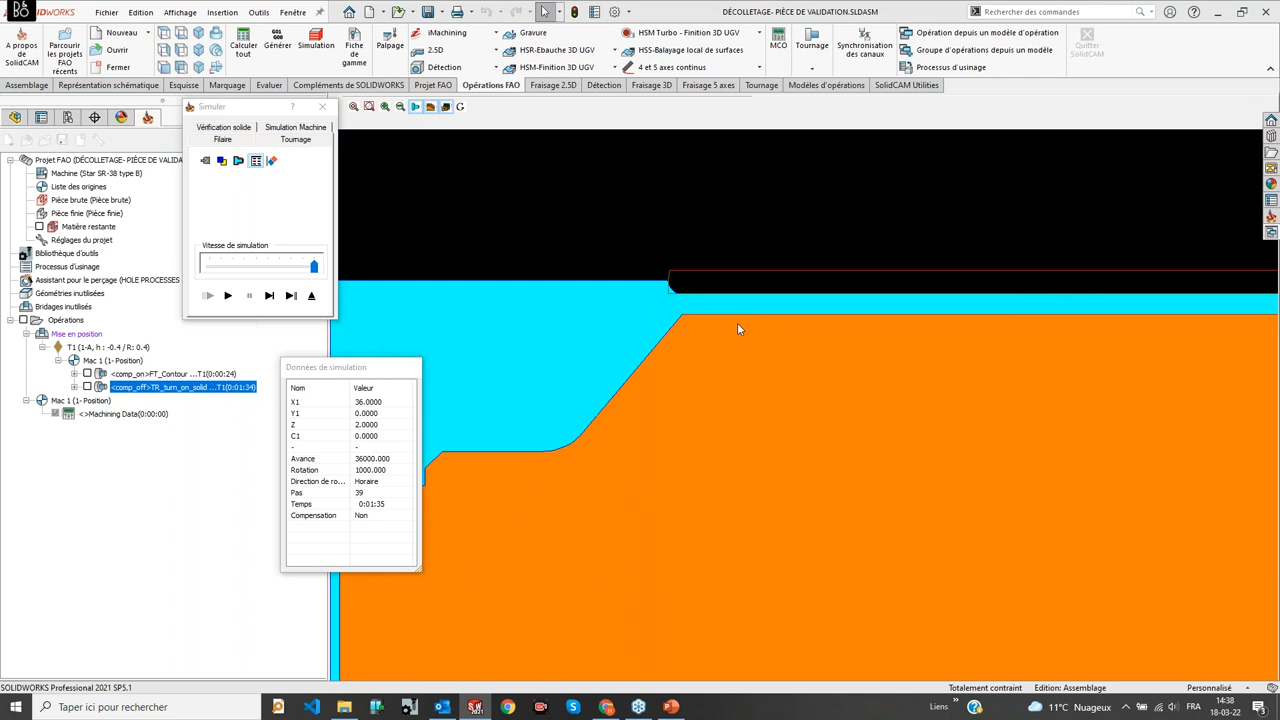 B&O
SOLIDWORKS
Fichier
Edition
Affichage
Insertion
Outils
Fenêtre
DÉCOLLETAGE- PIÈCE DE VALIDATION.SLDASM
Rechercher des commandes
A propos de SolidCAM
Parcourir les projets FAO récents
Nouveau
Ouvrir
Fermer
Calculer tout
G01 G02 G03
Générer
Simulation
Fiche de gamme
Palpage
iMachining
2.5D
Détection
Gravure
HSR-Ebauche 3D UGV
HSM-Finition 3D UGV
HSM Turbo - Finition 3D UGV
HSS-Balayage local de surfaces
4 et 5 axes continus
MCO
Tournage
Synchronisation des canaux
Opération depuis un modèle d'opération
Groupe d'opérations depuis un modèle
Processus d'usinage
Quitter SolidCAM
Assemblage
Représentation schématique
Esquisse
Marquage
Evaluer
Compléments de SOLIDWORKS
Projet FAO
Opérations FAO
Fraisage 2.5D
Détection
Fraisage 3D
Fraisage 5 axes
Tournage
Modèles d'opérations
SolidCAM Utilities
Projet FAO (DÉCOLLETAGE- PIÈCE DE VALIDA
Machine (Star SR-38 type B)
Liste des origines
Pièce brute (Pièce brute)
Pièce finie (Pièce finie)
Matière restante
Réglages du projet
Bibliothèque d'outils
Processus d'usinage
Assistant pour le perçage (HOLE PROCESSES
Géométries inutilisées
Bridages inutilisés
Opérations
Mise en position
T1 (1-A, h : -0.4 / R: 0.4)
Mac 1 (1- Position)
<comp_on>FT_Contour ...T1(0:00:24)
<comp_off>TR_turn_on_solid ...T1(0:01:34)
Mac 1 (1- Position)
<>Machining Data(0:00:00)
Simuler
?
Vérification solide
Simulation Machine
Filaire
Tournage
Vitesse de simulation
Données de simulation
Nom Valeur
X1 36.0000
Y1 0.0000
Z 2.0000
C1 0.0000
- -
Avance 36000.000
Rotation 1000.000
Direction de ro... Horaire
Pas 39
Temps 0:01:35
Compensation Non
SOLIDWORKS Professional 2021 SP5.1
Totalement contraint
Edition: Assemblage
Personnalisé
Taper ici pour rechercher
Liens
11°C Nuageux
FRA
14:38
18-03-22